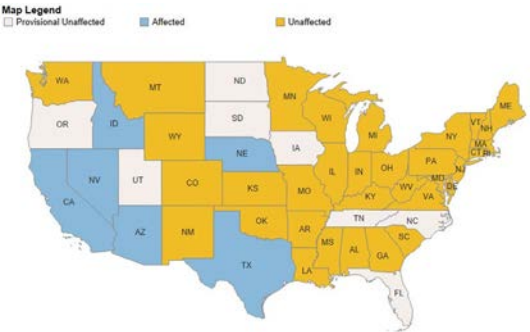 Map Legend
Provisional Unaffected Affected Unaffected
WA MT ND MN ME
OR ID SD WI MI VT NH
WY NY MA
CT RI
NV UT NE IA PA NJ
CA CO IL IN OH MD DE
KS MO WV VA
KY
AZ NM OK TN NC
AR SC
TX MS AL GA
LA
FL